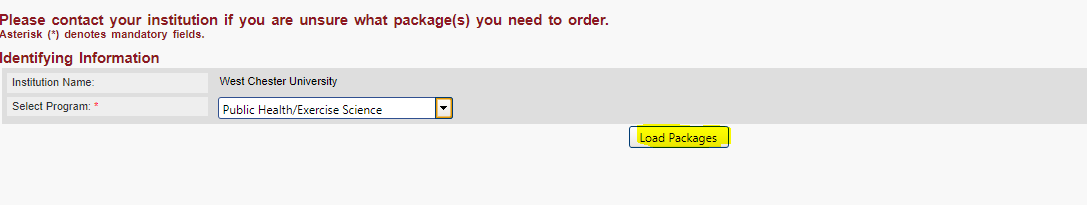 Please contact your institution if you are unsure what package(s) you need to order.
Asterisk (*) denotes mandatory fields.
Identifying Information
Institution Name: West Chester University
Select Program: * Public Health/Exercise Science
Load Packages